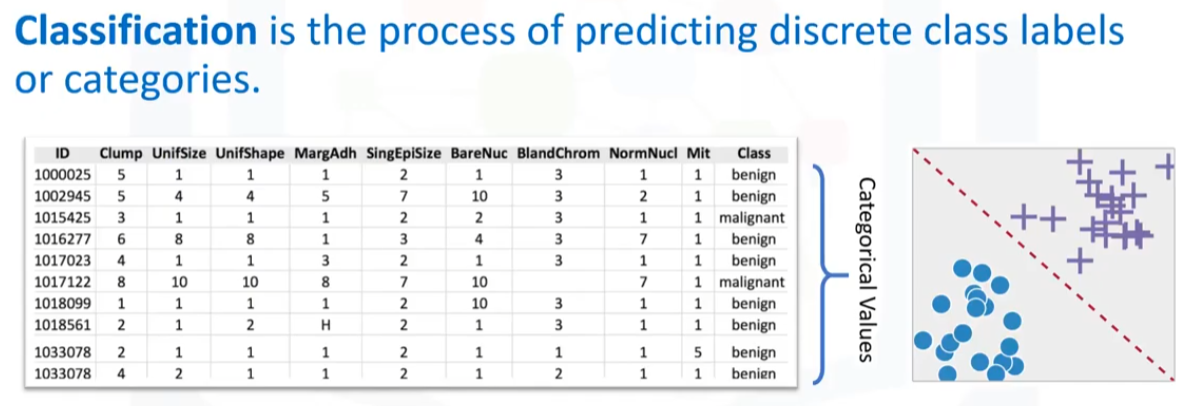 Classification is the process of predicting discrete class labels
or categories.
ID Clump UnifSize UnifShape MargAdh SingEpiSize BareNuc BlandChrom NormNucl Mit Class
1000025 5 1 1 1 2 1 3 1 1 benign
1002945 5 4 4 5 7 10 3 2 1 benign
1015425 3 1 1 1 2 2 3 1 1 malignant
1016277 6 8 8 1 3 4 3 7 1 benign
1017023 4 1 1 3 2 1 3 1 1 benign
1017122 8 10 10 8 7 10 7 1 malignant
1018099 1 1 1 1 2 10 3 1 1 benign
1018561 2 1 2 H 2 1 3 1 1 benign
1033078 2 1 1 1 2 1 1 1 5 benign
1033078 4 2 1 1 2 1 2 1 1 benign
Categorical Values